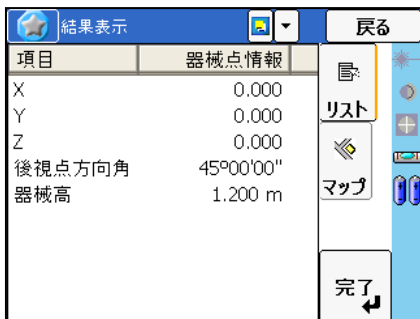 結果表示
戻る
項目 器械点情報
X 0.000
Y 0.000
Z 0.000
後視点方向角 45°00'00"
器械高 1.200 m
リスト
マップ
完了